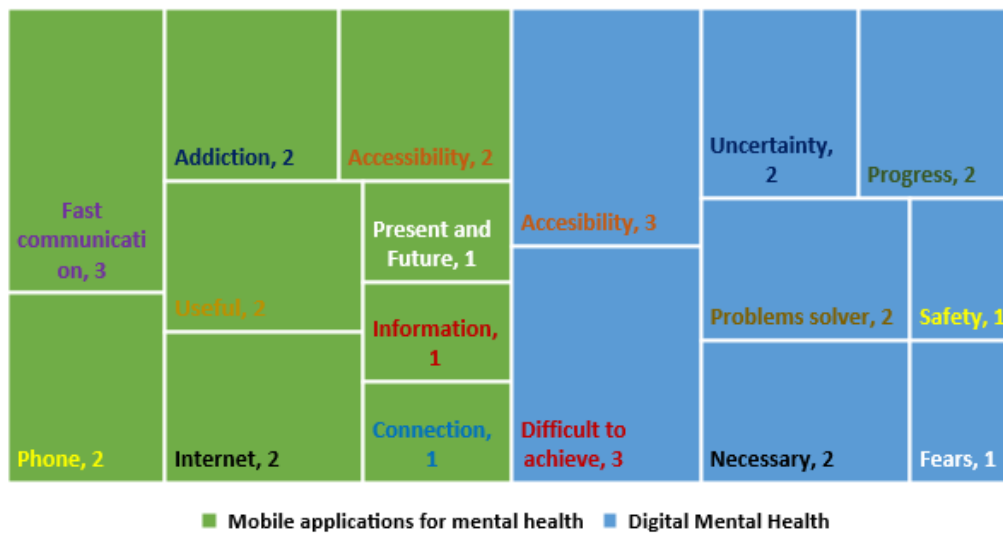 Fast
communicati
on, 3
Phone, 2
Addiction, 2
Accessibility, 2
Useful, 2
Internet, 2
Present and
Future, 1
Information,
1
Connection,
1
Accesibility, 3
Difficult to
achieve, 3
Uncertainty,
2
Progress, 2
Problems solver, 2
Safety, 1
Necessary, 2
Fears, 1
Mobile applications for mental health
Digital Mental Health